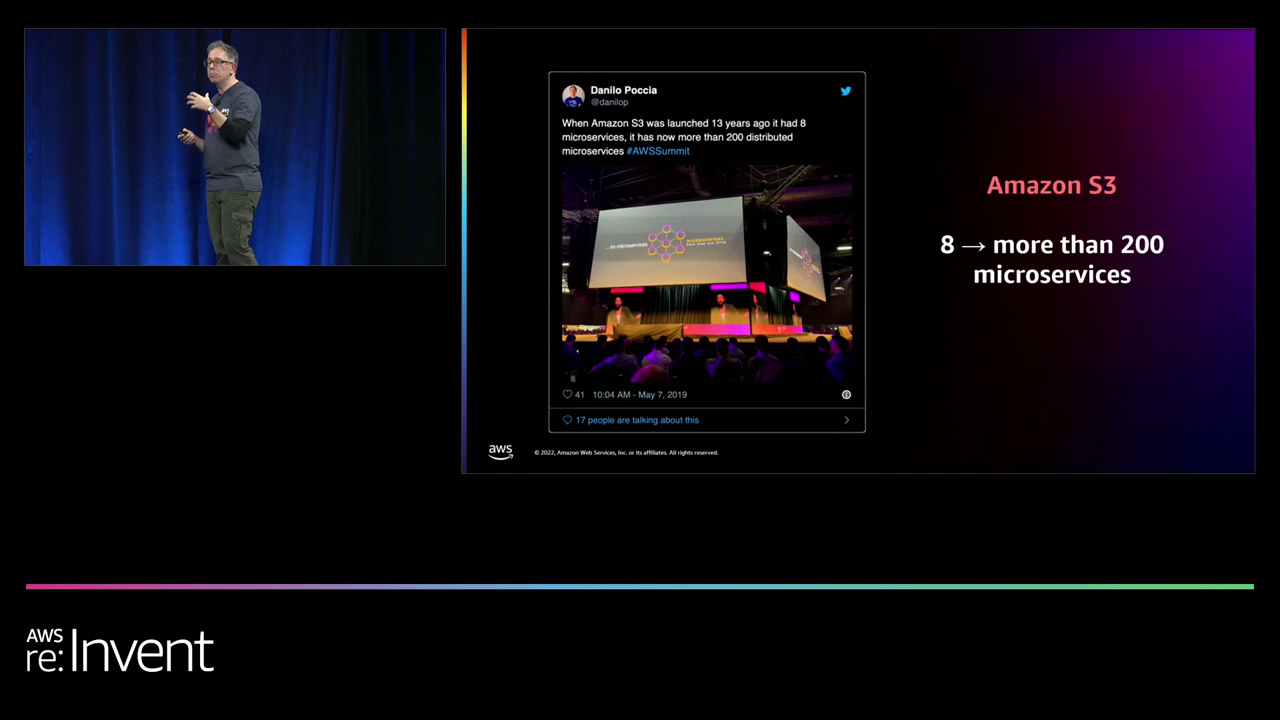 aws
Danilo Poccia
@danilop
When Amazon S3 was launched 13 years ago it had 8
microservices, it has now more than 200 distributed
microservices #AWSSummit
41 10:04 AM - May 7, 2019
17 people are talking about this
Amazon S3
8 → more than 200
microservices
aws
© 2022, Amazon Web Services, Inc. or its affiliates. All rights reserved.
AWS
re:Invent